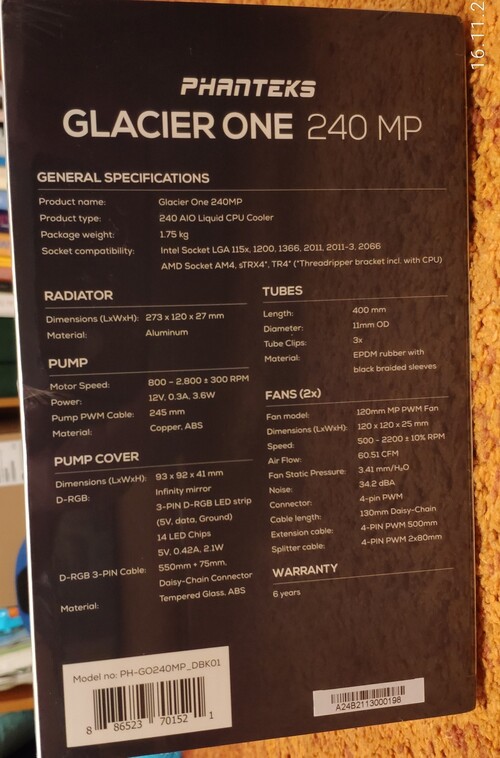 16.11.2
PHANTEKS
GLACIER ONE 240 MP
GENERAL SPECIFICATIONS
Product name: Glacier One 240MP
Product type: 240 AIO Liquid CPU Cooler
Package weight: 1.75 kg
Socket compatibility: Intel Socket LGA 115x, 1200, 1366, 2011, 2011-3, 2066
AMD Socket AM4, sTRX4*, TR4* (*Threadripper bracket incl. with CPU)
RADIATOR
Dimensions (LxWxH): 273 x 120 x 27 mm
Material: Aluminum
PUMP
Motor Speed: 800 - 2.800 ± 300 RPM
Power: 12V, 0.3A, 3.6W
Pump PWM Cable: 245 mm
Material: Copper, ABS
PUMP COVER
Dimensions (LxWxH): 93 x 92 x 41 mm
D-RGB: Infinity mirror
3-PIN D-RGB LED strip
(5V, data, Ground)
14 LED Chips
5V, 0.42A, 2.1W
D-RGB 3-PIN Cable: 550mm + 75mm,
Daisy-Chain Connector
Material: Tempered Glass, ABS
TUBES
Length: 400 mm
Diameter: 11mm OD
Tube Clips: 3x
Material: EPDM rubber with
black braided sleeves
FANS (2x)
Fan model: 120mm MP PWM Fan
Dimensions (LxWxH): 120 x 120 x 25 mm
Speed: 500 - 2200 ± 10% RPM
Air Flow: 60.51 CFM
Fan Static Pressure: 3.41 mm/H₂O
Noise: 34.2 dBA
Connector: 4-pin PWM
Cable length: 130mm Daisy-Chain
Extension cable: 4-PIN PWM 500mm
Splitter cable: 4-PIN PWM 2x80mm
WARRANTY
6 years
Model no: PH-GO240MP_DBK01
8 86523 70152 1
A24B2113000196